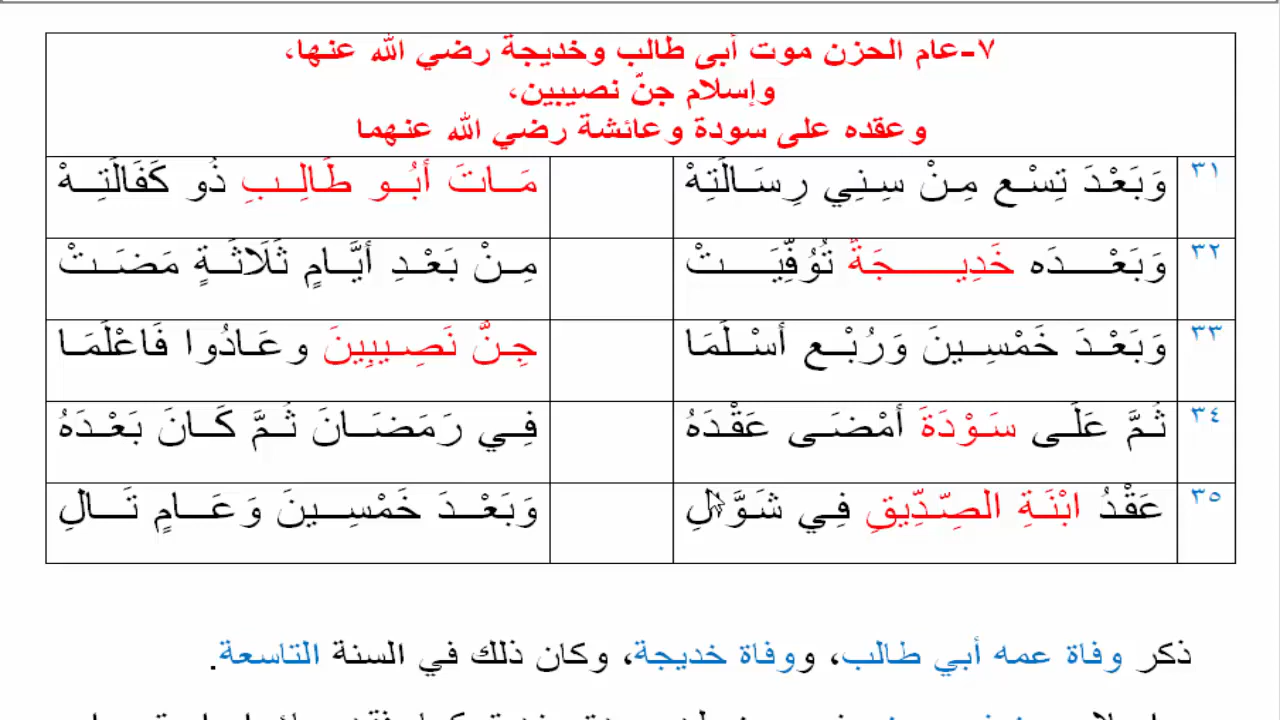 ٧-عام الحزن موت أبى طالب وخديجة رضي الله عنها،
وإسلام جنّ نصيبين،
وعقده على سودة وعائشة رضي الله عنهما
٣١ وَبَعْدَ تِسْعٍ مِنْ سِنِي رِسَالَتِهْ مَاتَ أَبُو طَالِبِ ذُو كَفَالَتِهْ
٣٢ وَبَعْدَه خَدِيجَةٌ تُوُفِّيَتْ مِنْ بَعْدِ أَيَّامٍ ثَلَاثَةٍ مَضَتْ
٣٣ وَبَعْدَ خَمْسِينَ وَرُبْعٍ أَسْلَمَا جِنُّ نَصِيبِينَ وعَادُوا فَاعْلَمَا
٣٤ ثُمَّ عَلَى سَوْدَةَ أَمْضَى عَقْدَهُ فِي رَمَضَانَ ثُمَّ كَانَ بَعْدَهُ
٣٥ عَقْدُ ابْنَةِ الصِّدِّيقِ فِي شَوَّالِ وَبَعْدَ خَمْسِينَ وَعَامٍ تَالِ
ذكر وفاة عمه أبي طالب، ووفاة خديجة، وكان ذلك في السنة التاسعة.